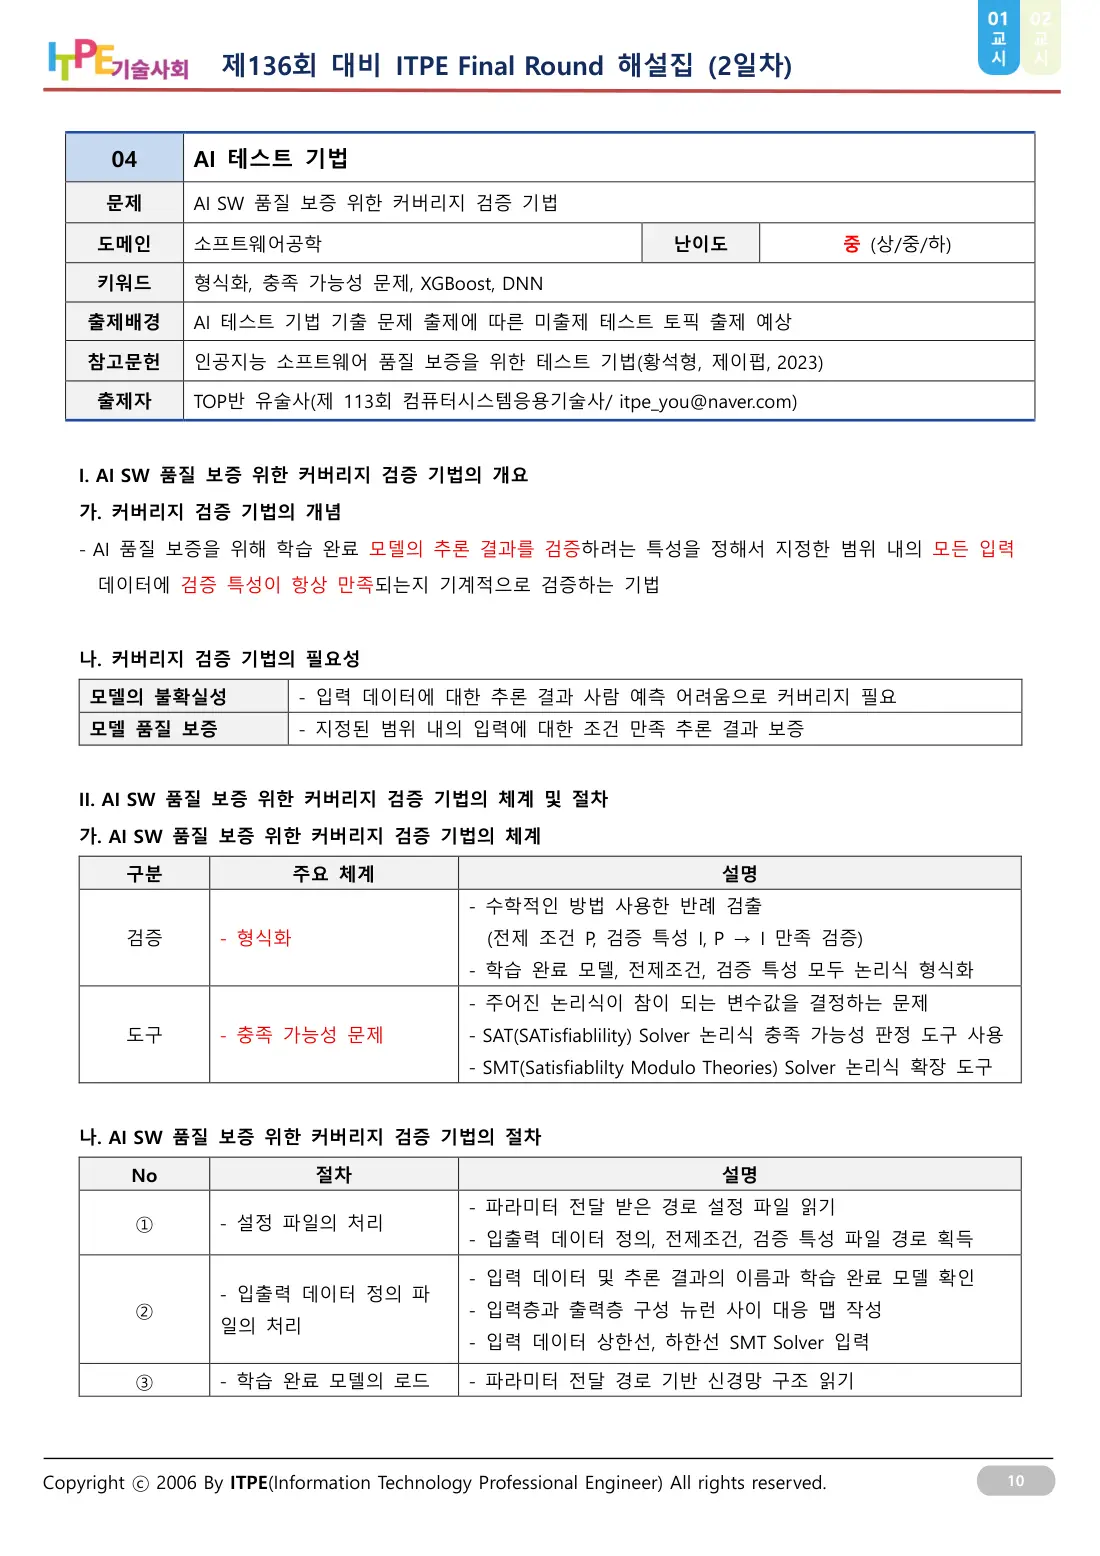 ITPE기술사회 제136회 대비 ITPE Final Round 해설집 (2일차)
01 교시
02 교시
04 AI 테스트 기법
문제 AI SW 품질 보증 위한 커버리지 검증 기법
도메인 소프트웨어공학 난이도 중 (상/중/하)
키워드 형식화, 충족 가능성 문제, XGBoost, DNN
출제배경 AI 테스트 기법 기출 문제 출제에 따른 미출제 테스트 토픽 출제 예상
참고문헌 인공지능 소프트웨어 품질 보증을 위한 테스트 기법(황석형, 제이펍, 2023)
출제자 TOP반 유술사(제 113회 컴퓨터시스템응용기술사/ itpe_you@naver.com)
I. AI SW 품질 보증 위한 커버리지 검증 기법의 개요
가. 커버리지 검증 기법의 개념
- AI 품질 보증을 위해 학습 완료 모델의 추론 결과를 검증하려는 특성을 정해서 지정한 범위 내의 모든 입력
데이터에 검증 특성이 항상 만족되는지 기계적으로 검증하는 기법
나. 커버리지 검증 기법의 필요성
모델의 불확실성 - 입력 데이터에 대한 추론 결과 사람 예측 어려움으로 커버리지 필요
모델 품질 보증 - 지정된 범위 내의 입력에 대한 조건 만족 추론 결과 보증
II. AI SW 품질 보증 위한 커버리지 검증 기법의 체계 및 절차
가. AI SW 품질 보증 위한 커버리지 검증 기법의 체계
구분 주요 체계 설명
검증 - 형식화
- 수학적인 방법 사용한 반례 검출
(전제 조건 P, 검증 특성 I, P → I 만족 검증)
- 학습 완료 모델, 전제조건, 검증 특성 모두 논리식 형식화
도구 - 충족 가능성 문제
- 주어진 논리식이 참이 되는 변수값을 결정하는 문제
- SAT(SATisfiablility) Solver 논리식 충족 가능성 판정 도구 사용
- SMT(Satisfiablilty Modulo Theories) Solver 논리식 확장 도구
나. AI SW 품질 보증 위한 커버리지 검증 기법의 절차
No 절차 설명
① - 설정 파일의 처리
- 파라미터 전달 받은 경로 설정 파일 읽기
- 입출력 데이터 정의, 전제조건, 검증 특성 파일 경로 획득
② - 입출력 데이터 정의 파
일의 처리
- 입력 데이터 및 추론 결과의 이름과 학습 완료 모델 확인
- 입력층과 출력층 구성 뉴런 사이 대응 맵 작성
- 입력 데이터 상한선, 하한선 SMT Solver 입력
③ - 학습 완료 모델의 로드 - 파라미터 전달 경로 기반 신경망 구조 읽기
Copyright ⓒ 2006 By ITPE(Information Technology Professional Engineer) All rights reserved. 10